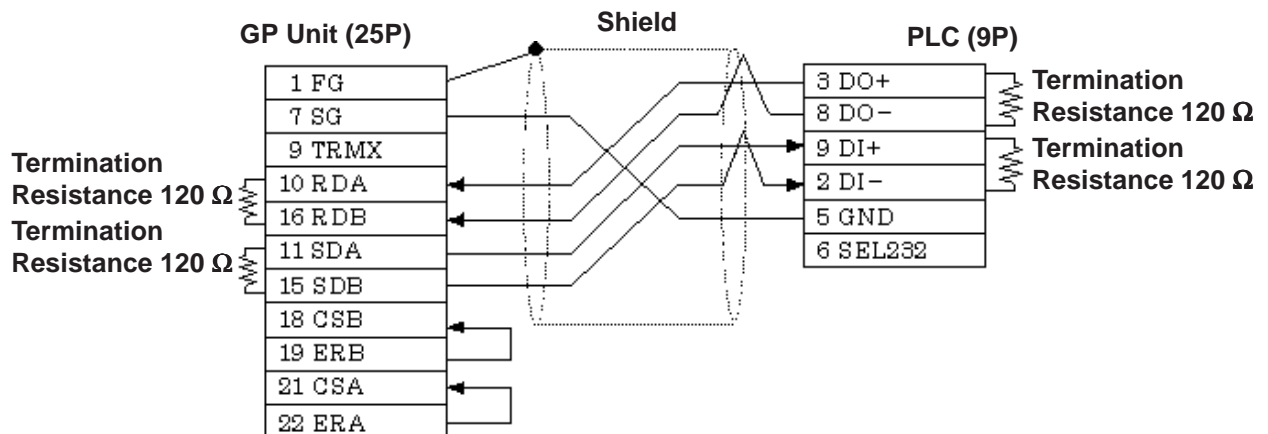 Shield
GP Unit (25P)
PLC (9P)
1 FG
7 SG
9 TRMX
10 RDA
16 RDB
11 SDA
15 SDB
18 CSB
19 ERB
21 CSA
22 ERA
Termination
Resistance 120 Ω
Termination
Resistance 120 Ω
3 DO+
8 DO−
9 DI+
2 DI−
5 GND
6 SEL232
Termination
Resistance 120 Ω
Termination
Resistance 120 Ω